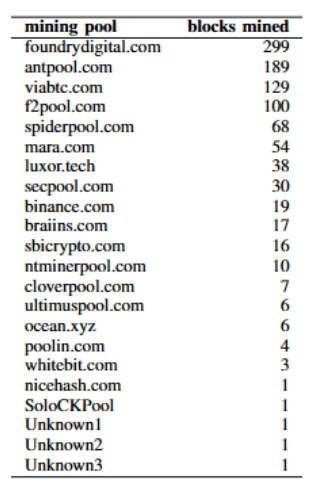 mining pool blocks mined
foundrydigital.com 299
antpool.com 189
viabtc.com 129
f2pool.com 100
spiderpool.com 68
mara.com 54
luxor.tech 38
secpool.com 30
binance.com 19
braiins.com 17
sbicrypto.com 16
ntminerpool.com 10
cloverpool.com 7
ultimuspool.com 6
ocean.xyz 6
poolin.com 4
whitebit.com 3
nicehash.com 1
SoloCKPool 1
Unknown1 1
Unknown2 1
Unknown3 1